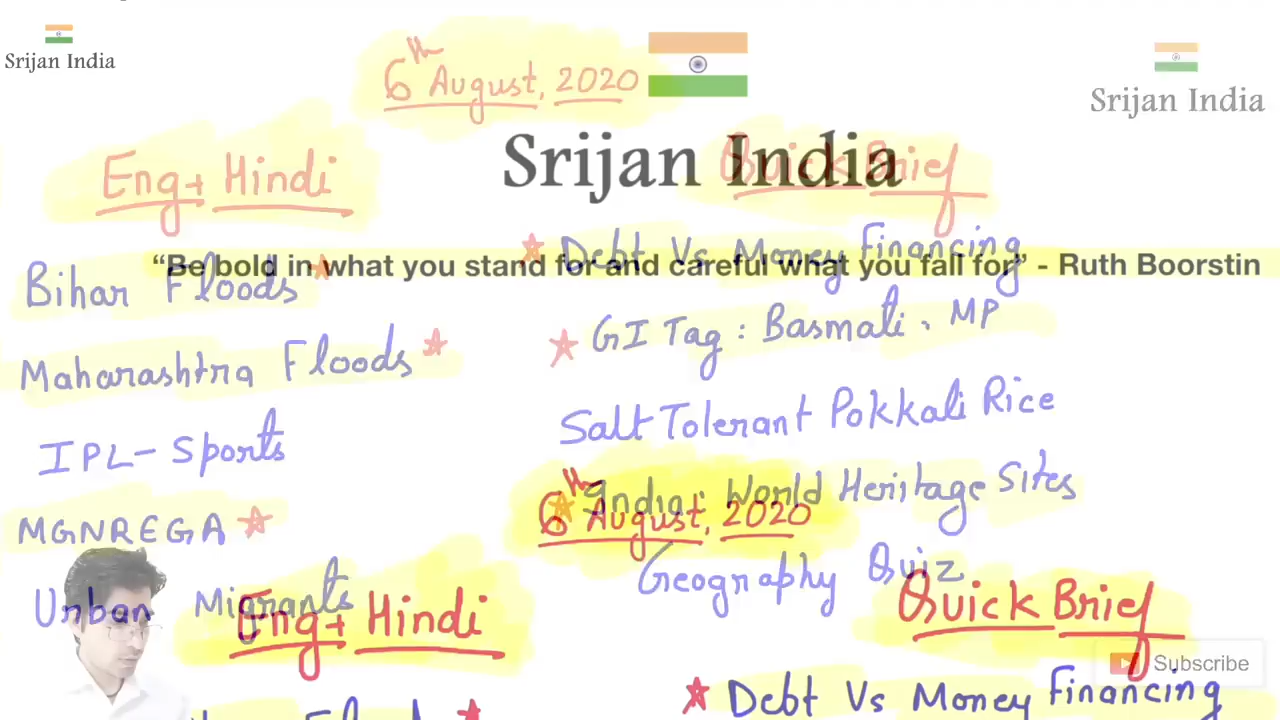 Srijan India
6th August, 2020
Srijan India
Eng + Hindi
Srijan India
Quick Brief
Debt Vs Money Financing
“Be bold in what you stand for and careful what you fall for” - Ruth Boorstin
Bihar Floods
GI Tag : Basmati, MP
Maharashtra Floods
Salt Tolerant Pokkali Rice
IPL - Sports
India : World Heritage Sites
6th August, 2020
MGNREGA
Geography Quiz
Urban Migrants
Eng + Hindi
Quick Brief
Subscribe
Debt Vs Money Financing